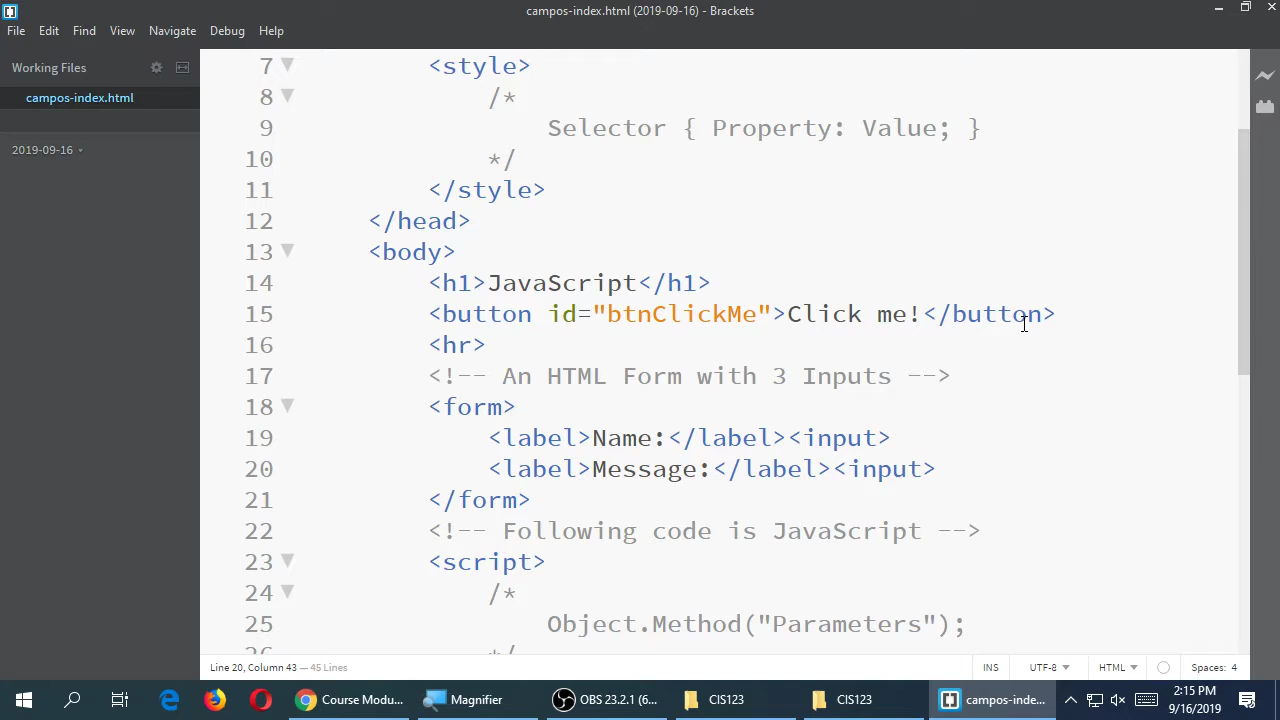 campos-index.html (2019-09-16) - Brackets
File Edit Find View Navigate Debug Help
Working Files
campos-index.html
2019-09-16
7 <style>
8 /*
9 Selector { Property: Value; }
10 */
11 </style>
12 </head>
13 <body>
14 <h1>JavaScript</h1>
15 <button id="btnClickMe">Click me!</button>
16 <hr>
17 <!-- An HTML Form with 3 Inputs -->
18 <form>
19 <label>Name:</label><input>
20 <label>Message:</label><input>
21 </form>
22 <!-- Following code is JavaScript -->
23 <script>
24 /*
25 Object.Method("Parameters");
26 */
Line 20, Column 43 — 45 Lines
INS UTF-8 HTML Spaces: 4
Course Modu... Magnifier OBS 23.2.1 (6... CIS123 CIS123 campos-inde...
2:15 PM
9/16/2019